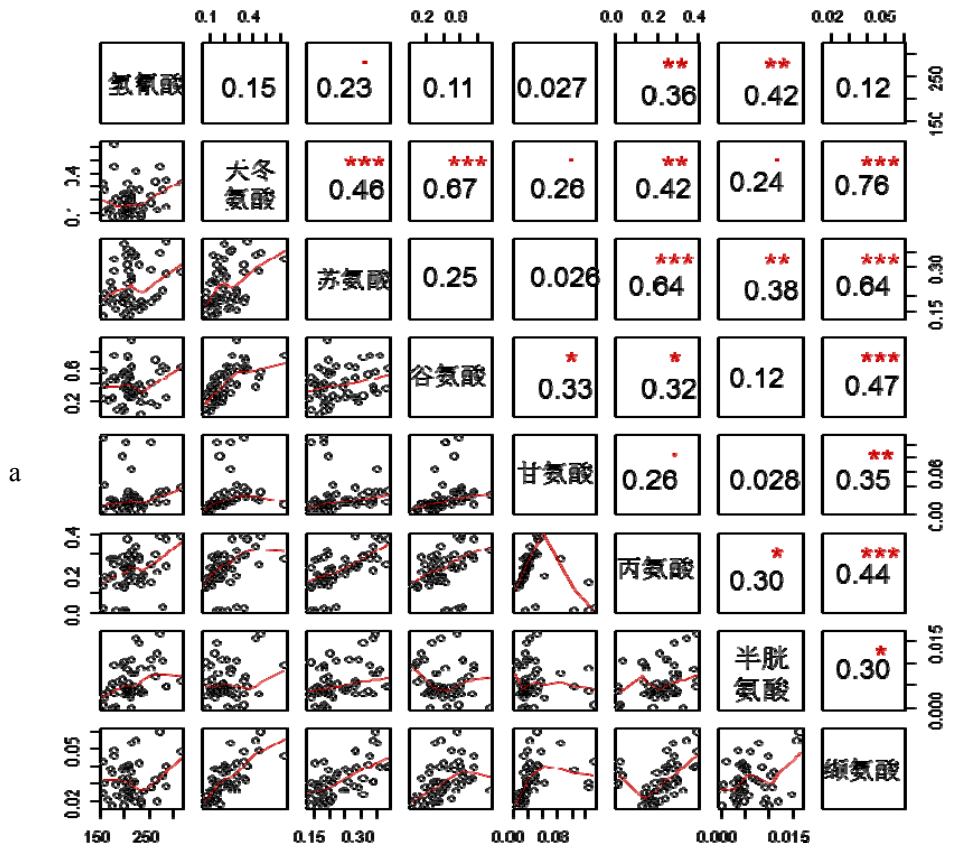 0.1 0.4 0.2 0.8 0.0 0.2 0.4 0.02 0.05
氢氰酸 0.15 0.23 . 0.11 0.027 0.36 ** 0.42 ** 0.12 150 250
0.1 0.4 大冬氨酸 0.46 *** 0.67 *** 0.26 . 0.42 ** 0.24 . 0.76 ***
苏氨酸 0.25 0.026 0.64 *** 0.38 ** 0.64 *** 0.15 0.30
0.2 0.6 谷氨酸 0.33 * 0.32 * 0.12 0.47 ***
a 甘氨酸 0.26 . 0.028 0.35 ** 0.00 0.06
0.0 0.2 0.4 丙氨酸 0.30 * 0.44 ***
半胱氨酸 0.30 * 0.000 0.015
0.02 0.05 缬氨酸
150 250 0.15 0.30 0.00 0.08 0.000 0.015